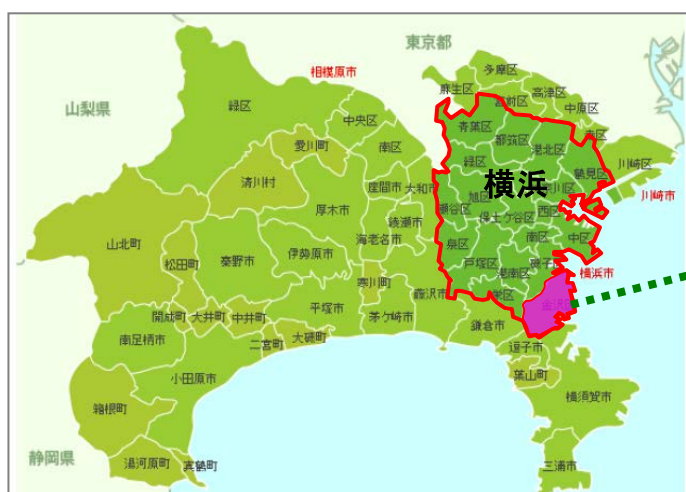 東京都
多摩区
相模原市
麻生区
高津区
宮前区
中原区
山梨県
緑区
中央区
青葉区
都筑区
港北区
幸区
愛川町
南区
緑区
鶴見区
川崎区
清川村
座間市
大和市
旭区
横浜
神奈川区
川崎市
厚木市
瀬谷区
西区
綾瀬市
保土ケ谷区
山北町
海老名市
南区
中区
松田町
秦野市
伊勢原市
泉区
戸塚区
磯子区
港南区
横浜市
寒川町
栄区
藤沢市
金沢区
開成町
大井町
中井町
平塚市
茅ケ崎市
鎌倉市
南足柄市
二宮町
大磯町
逗子市
小田原市
葉山町
箱根町
横須賀市
静岡県
湯河原町
真鶴町
三浦市